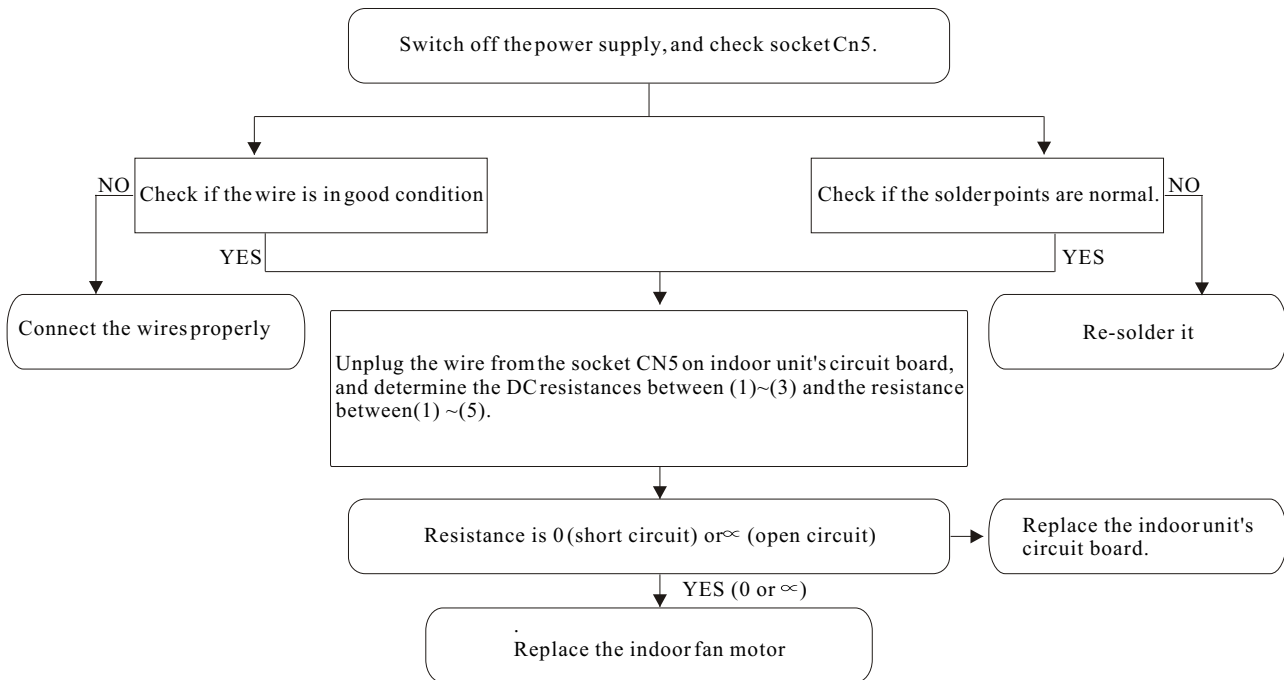 Switch off the power supply, and check socket Cn5.
NO
Check if the wire is in good condition
Check if the solder points are normal.
NO
YES
YES
Connect the wires properly
Re-solder it
Unplug the wire from the socket CN5 on indoor unit's circuit board,
and determine the DC resistances between (1)~(3) and the resistance
between(1) ~(5).
Resistance is 0 (short circuit) or ∝ (open circuit)
Replace the indoor unit's
circuit board.
YES (0 or ∝)
.
Replace the indoor fan motor